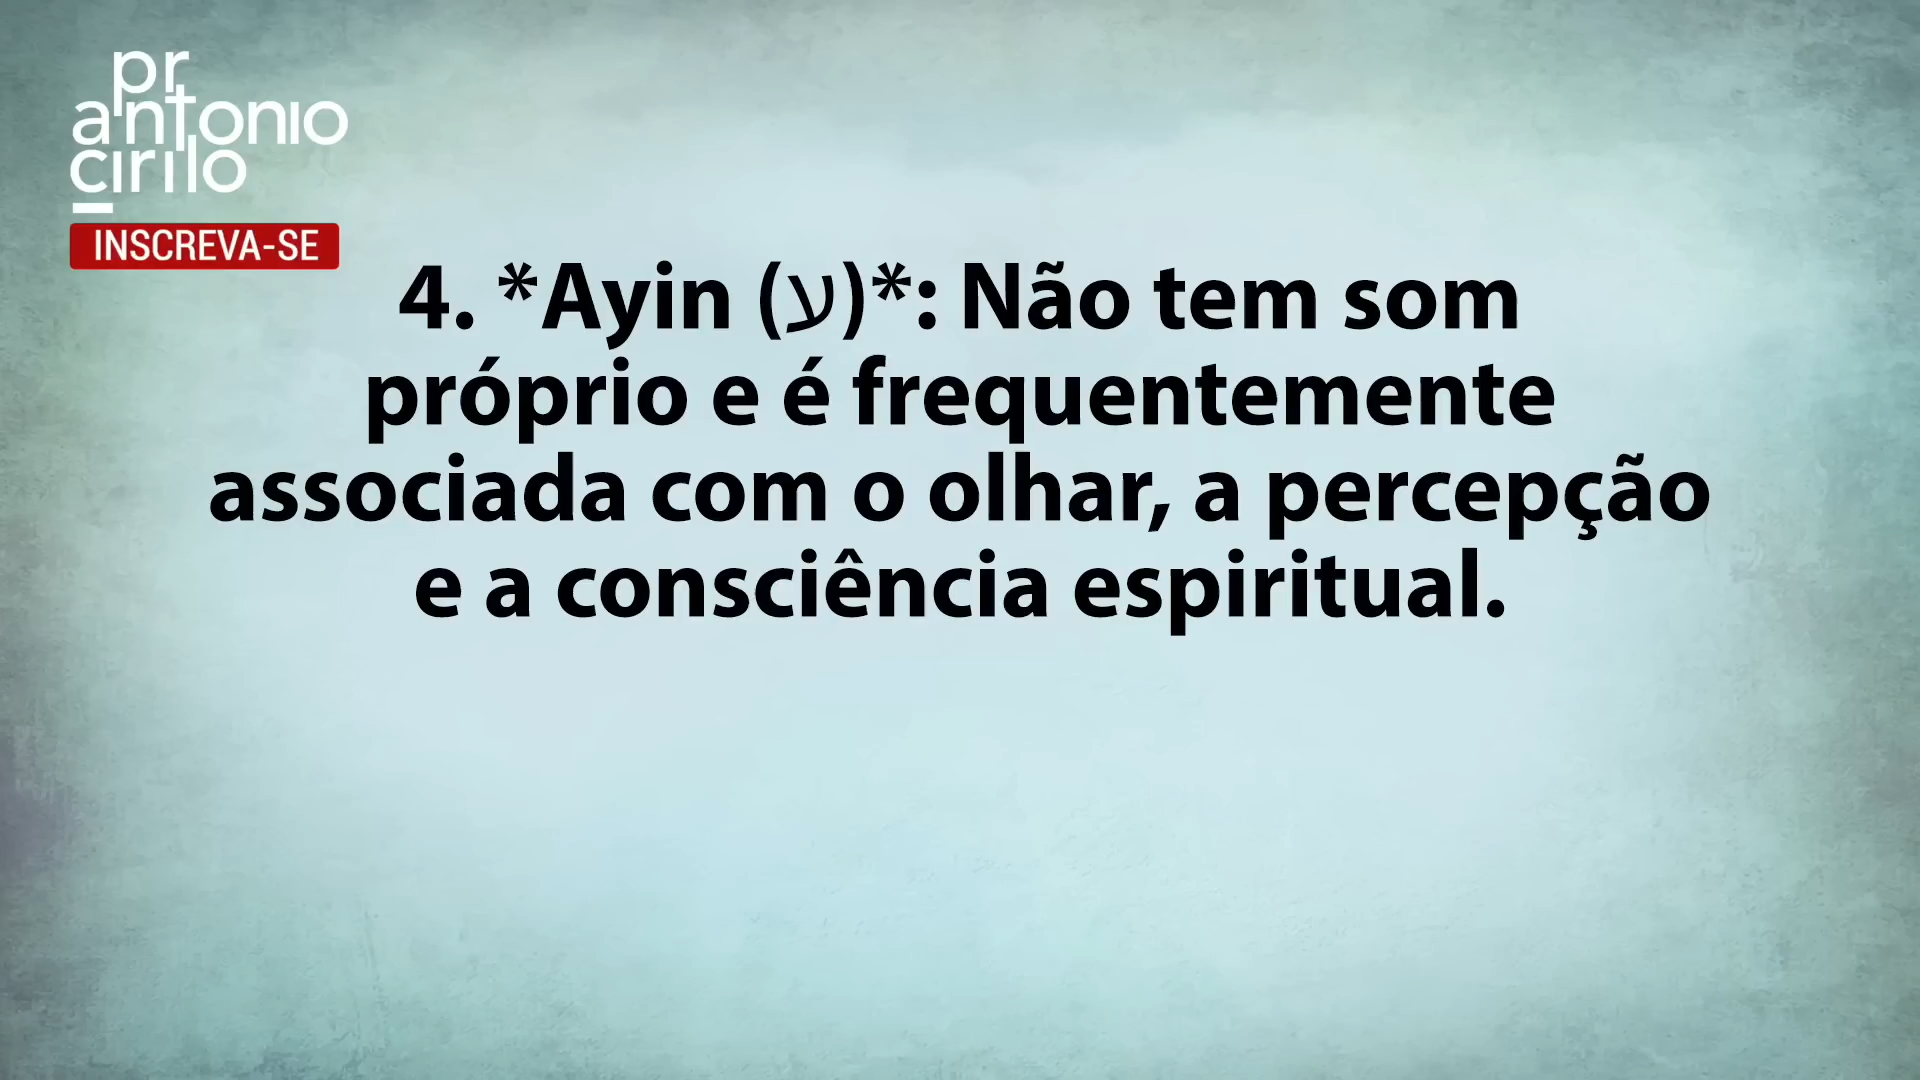 pr
antonio
cirilo
INSCREVA-SE
4. *Ayin (ע)*: Não tem som
próprio e é frequentemente
associada com o olhar, a percepção
e a consciência espiritual.